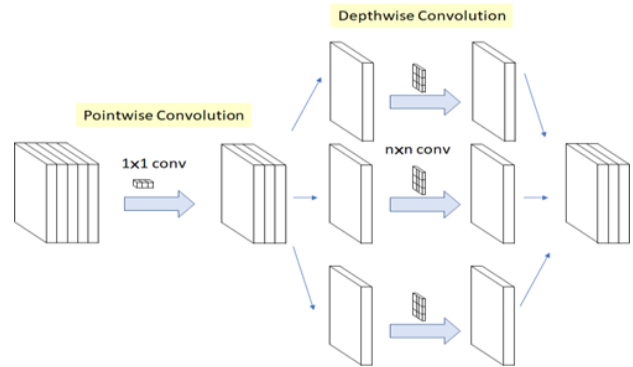 Depthwise Convolution
Pointwise Convolution
1x1 conv
nxn conv